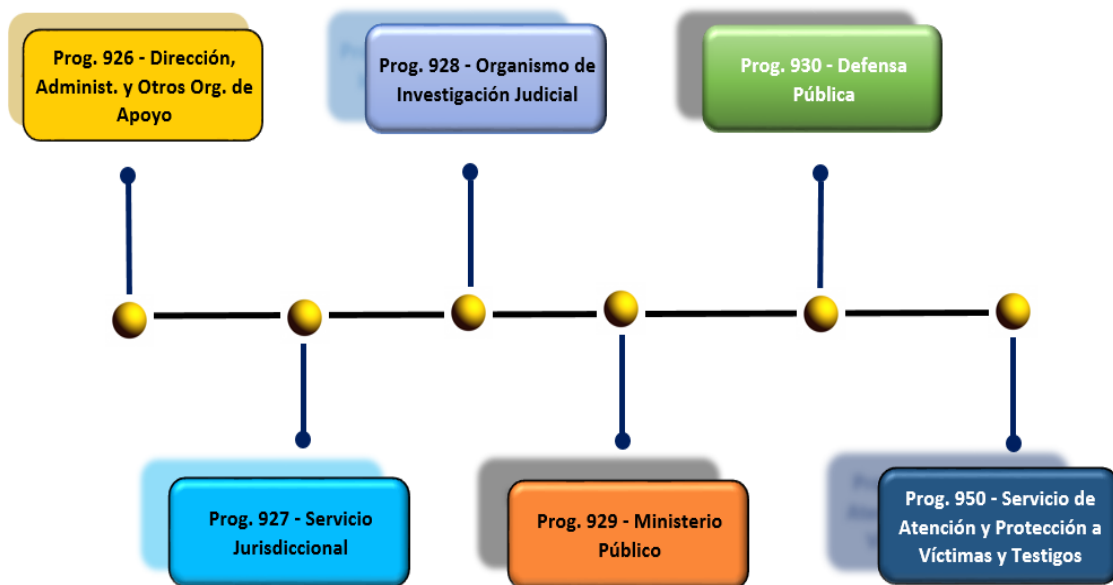 Prog. 926 - Dirección,
Administ. y Otros Org. de
Apoyo
Prog. 928 - Organismo de
Investigación Judicial
Prog. 930 - Defensa
Pública
Prog. 927 - Servicio
Jurisdiccional
Prog. 929 - Ministerio
Público
Prog. 950 - Servicio de
Atención y Protección a
Víctimas y Testigos